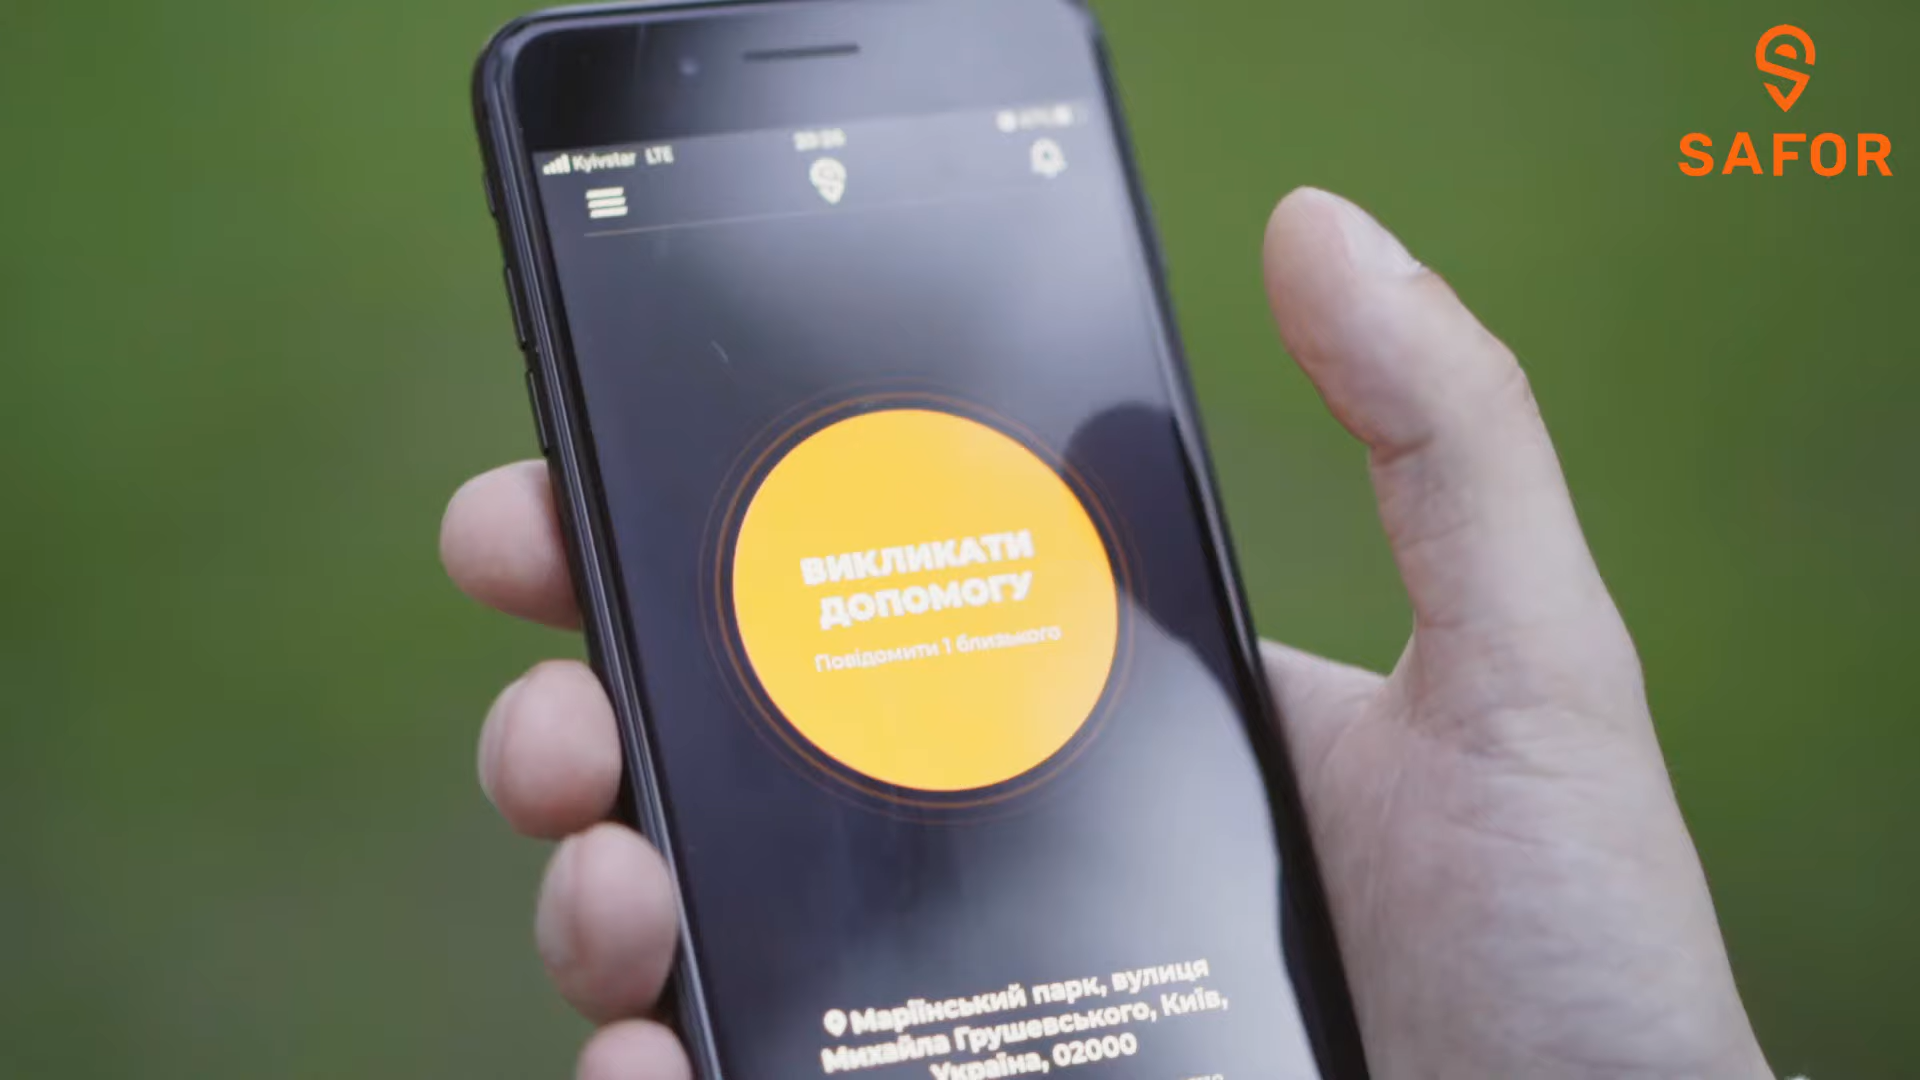 SAFOR
Kyivstar LTE
ВИКЛИКАТИ
ДОПОМОГУ
Повідомити 1 близького
Маріїнський парк, вулиця
Михайла Грушевського, Київ,
Україна, 02000